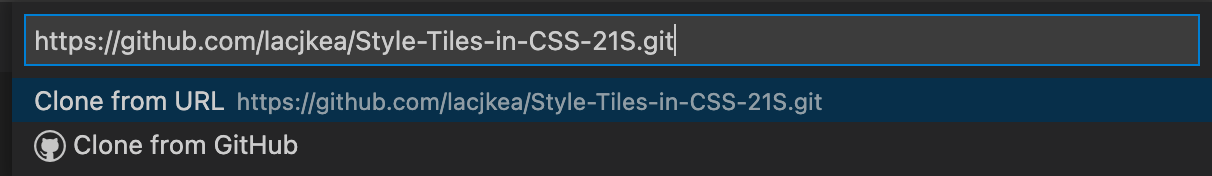 https://github.com/lacjkea/Style-Tiles-in-CSS-21S.git
Clone from URL https://github.com/lacjkea/Style-Tiles-in-CSS-21S.git
Clone from GitHub